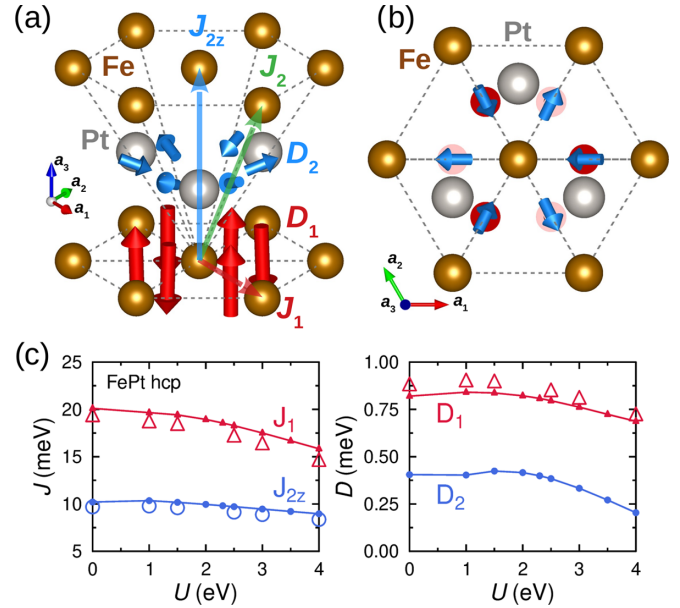 (a)
J2z
Fe
J2
Pt
D2
a3
a2
a1
D1
J1
(b)
Pt
Fe
a2
a3
a1
(c)
25
20
15
10
5
J (meV)
FePt hcp
J1
J2z
0
1
2
3
4
U (eV)
1.00
0.75
0.50
0.25
0.00
D (meV)
D1
D2
0
1
2
3
4
U (eV)